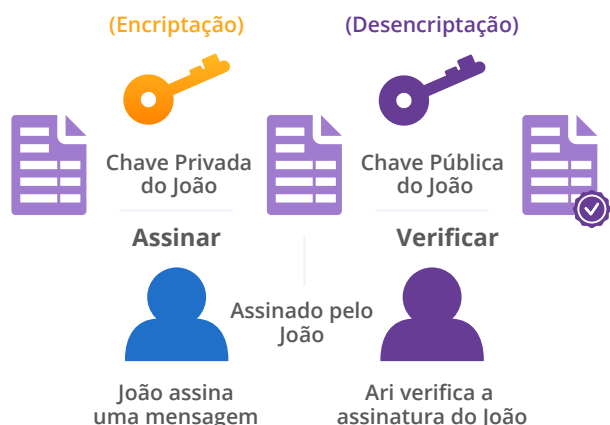 (Encriptação)
(Desencriptação)
Chave Privada
do João
Chave Pública
do João
Assinar
Verificar
Assinado pelo
João
João assina
uma mensagem
Ari verifica a
assinatura do João